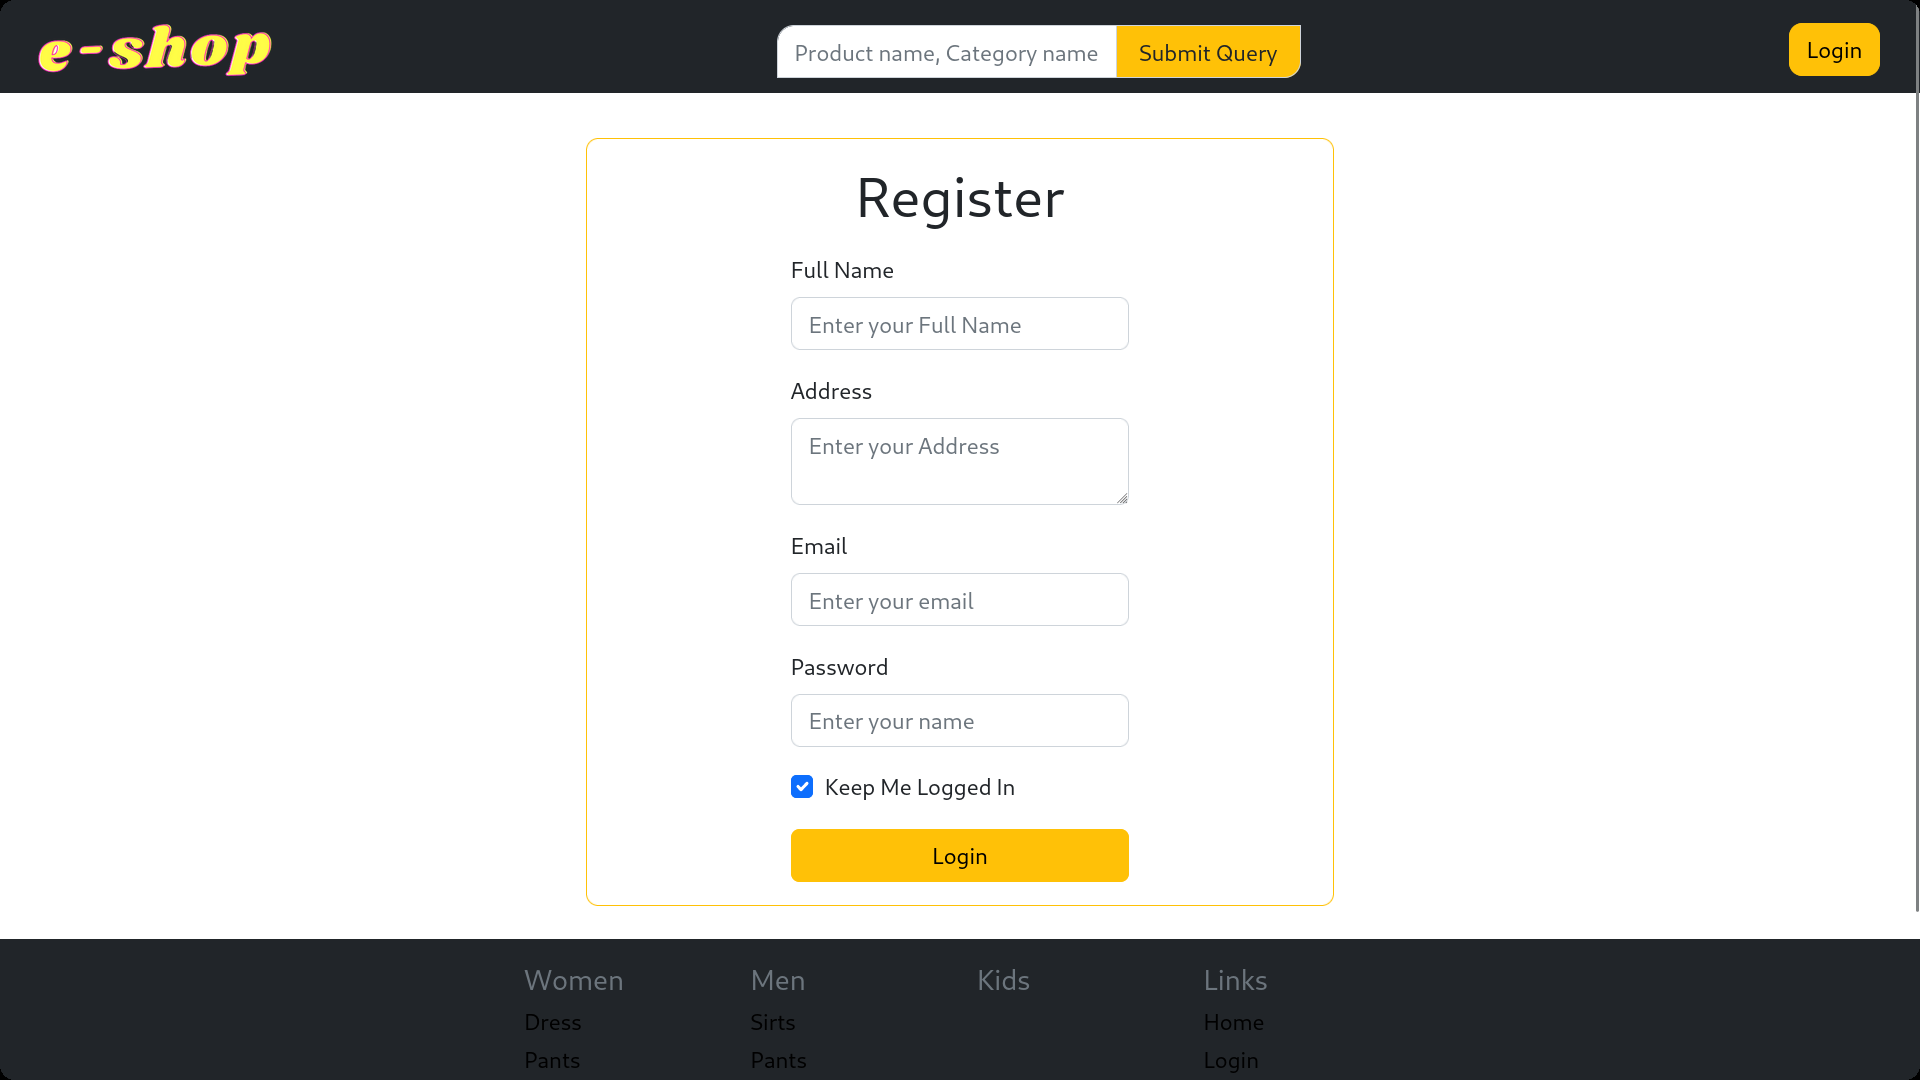 e-shop
Product name, Category name Submit Query
Login
Register
Full Name
Enter your Full Name
Address
Enter your Address
Email
Enter your email
Password
Enter your name
Keep Me Logged In
Login
Women Men Kids Links
Dress Sirts Home
Pants Pants Login